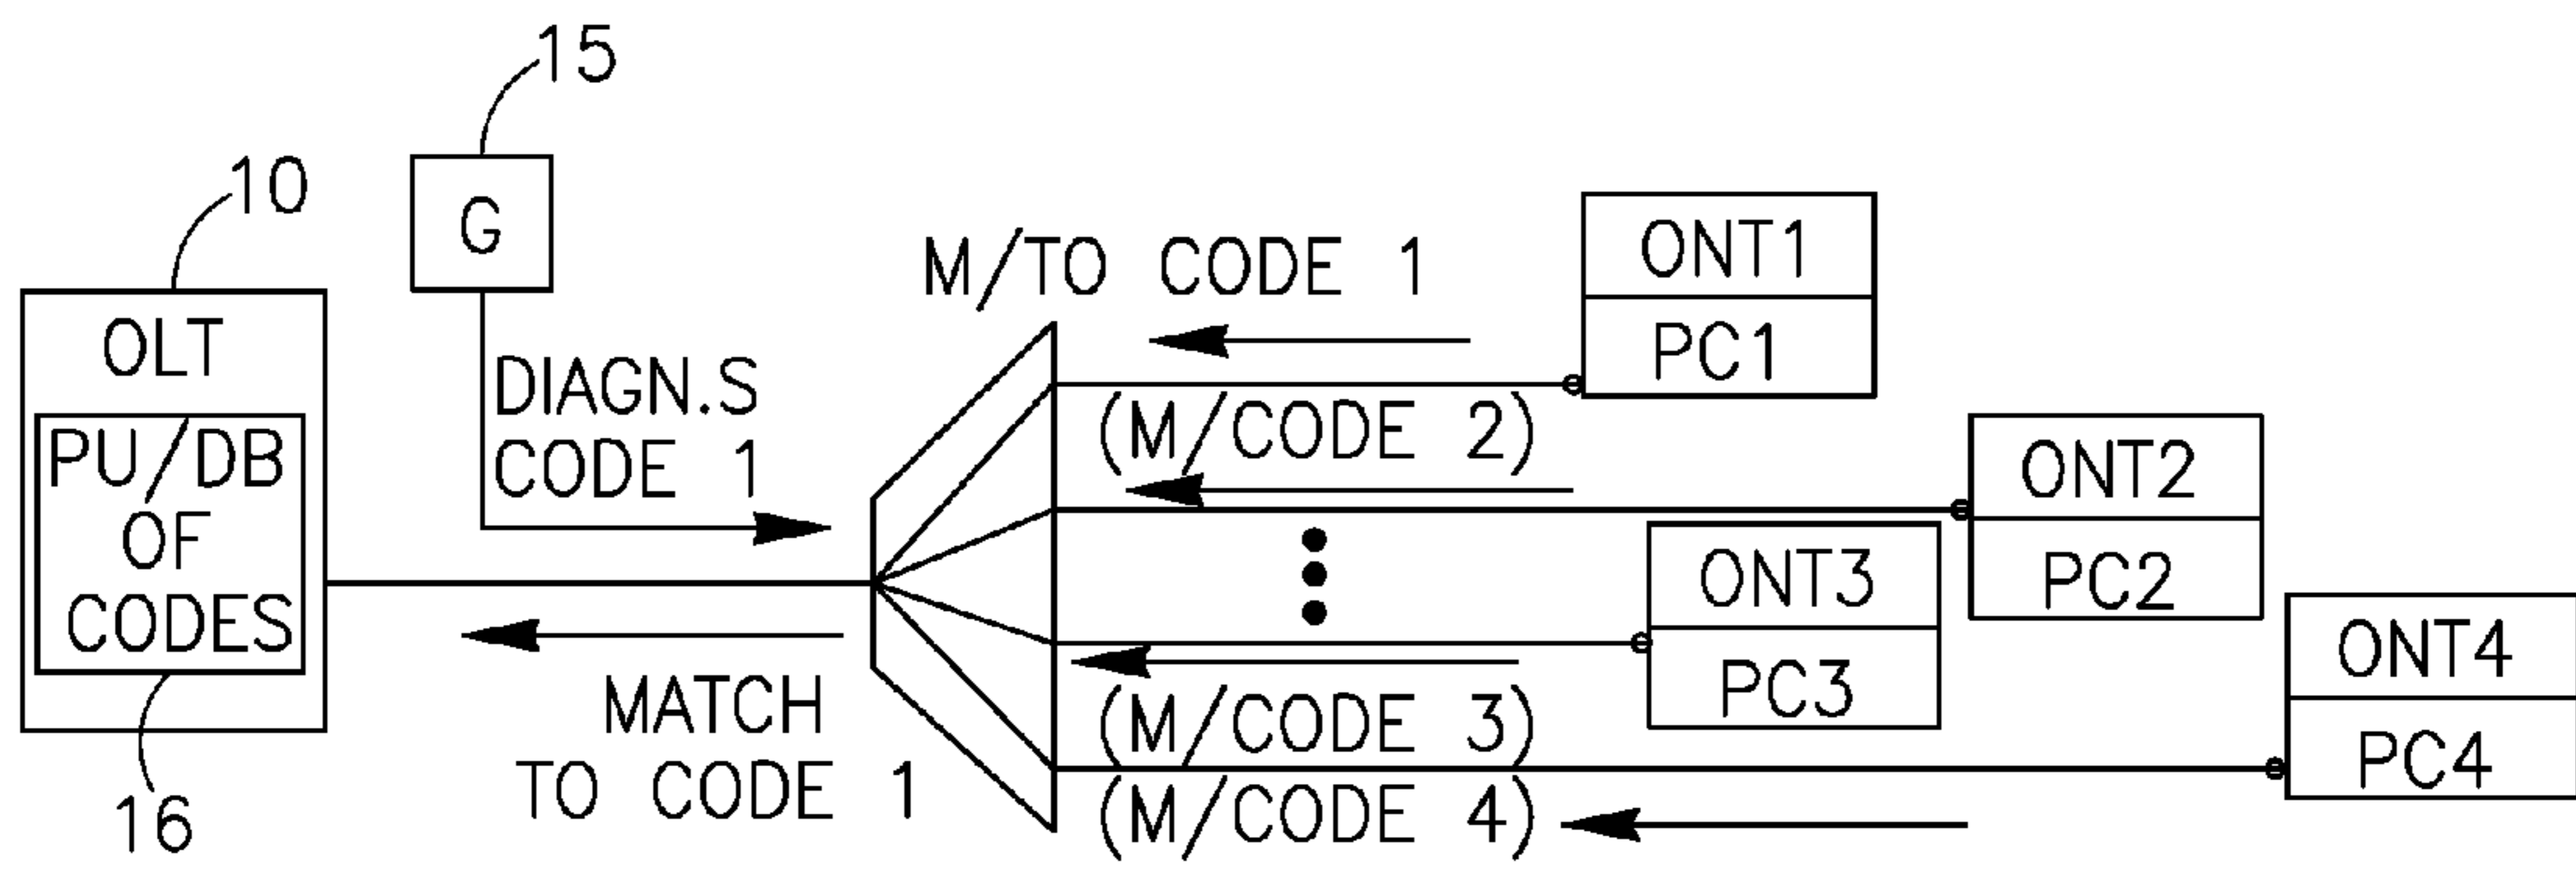 15
10
G
M/TO CODE 1
ONT1
PC1
OLT
PU/DB
OF
CODES
DIAGN.S
CODE 1
(M/CODE 2)
ONT2
PC2
ONT3
PC3
ONT4
PC4
MATCH
TO CODE 1
(M/CODE 3)
(M/CODE 4)
16